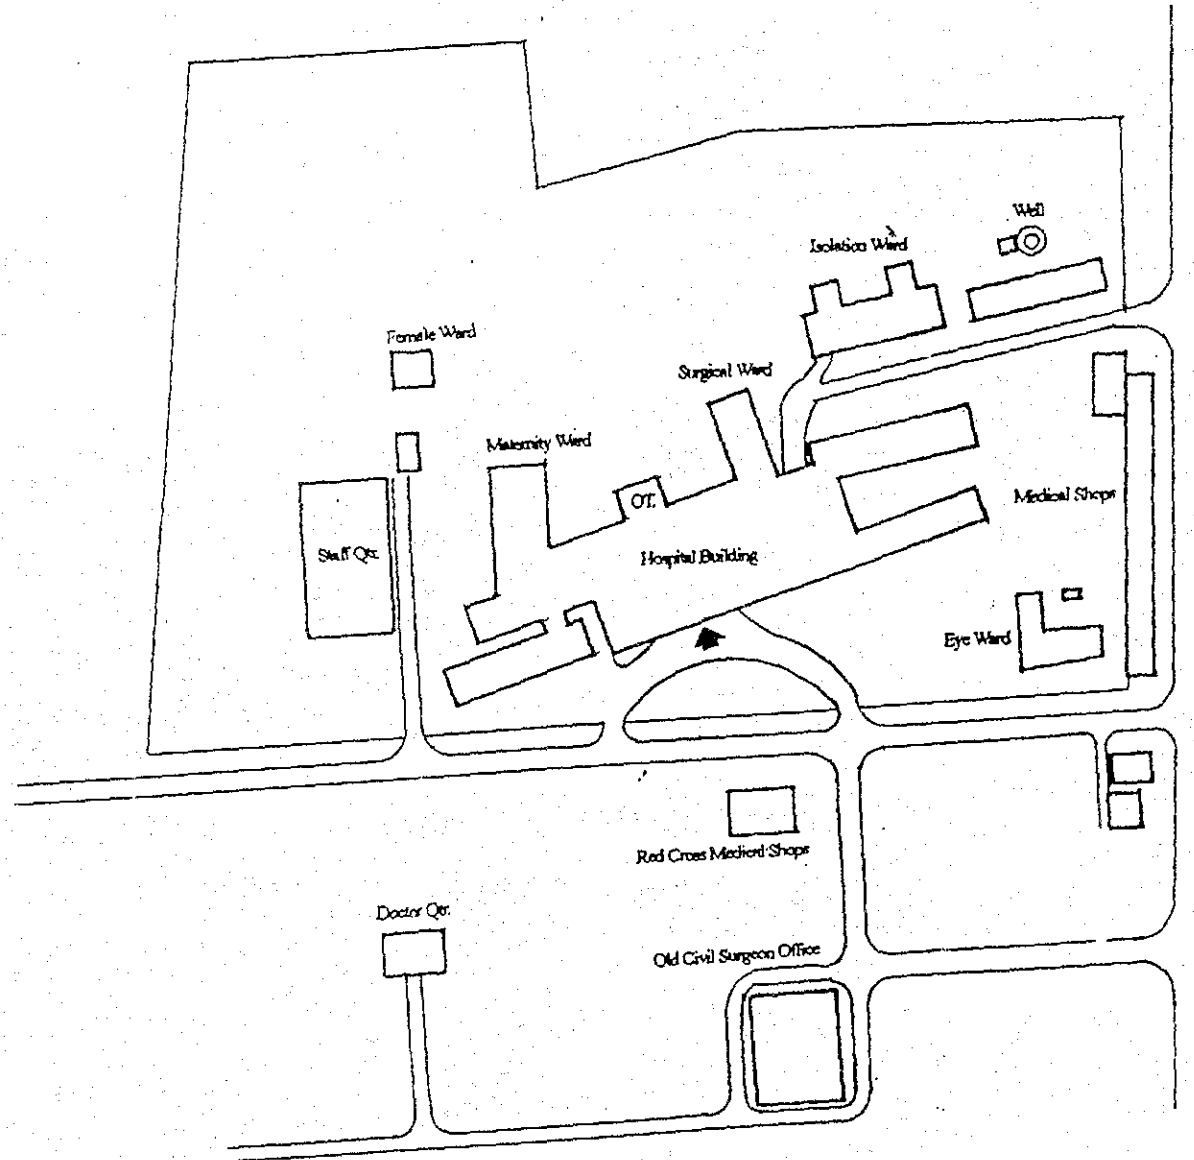 Well
Isolation Ward
Female Ward
Surgical Ward
Maternity Ward
OT.
Medical Shops
Staff Qtr.
Hospital Building
Eye Ward
Red Cross Medical Shops
Doctor Qtr.
Old Civil Surgeon Office